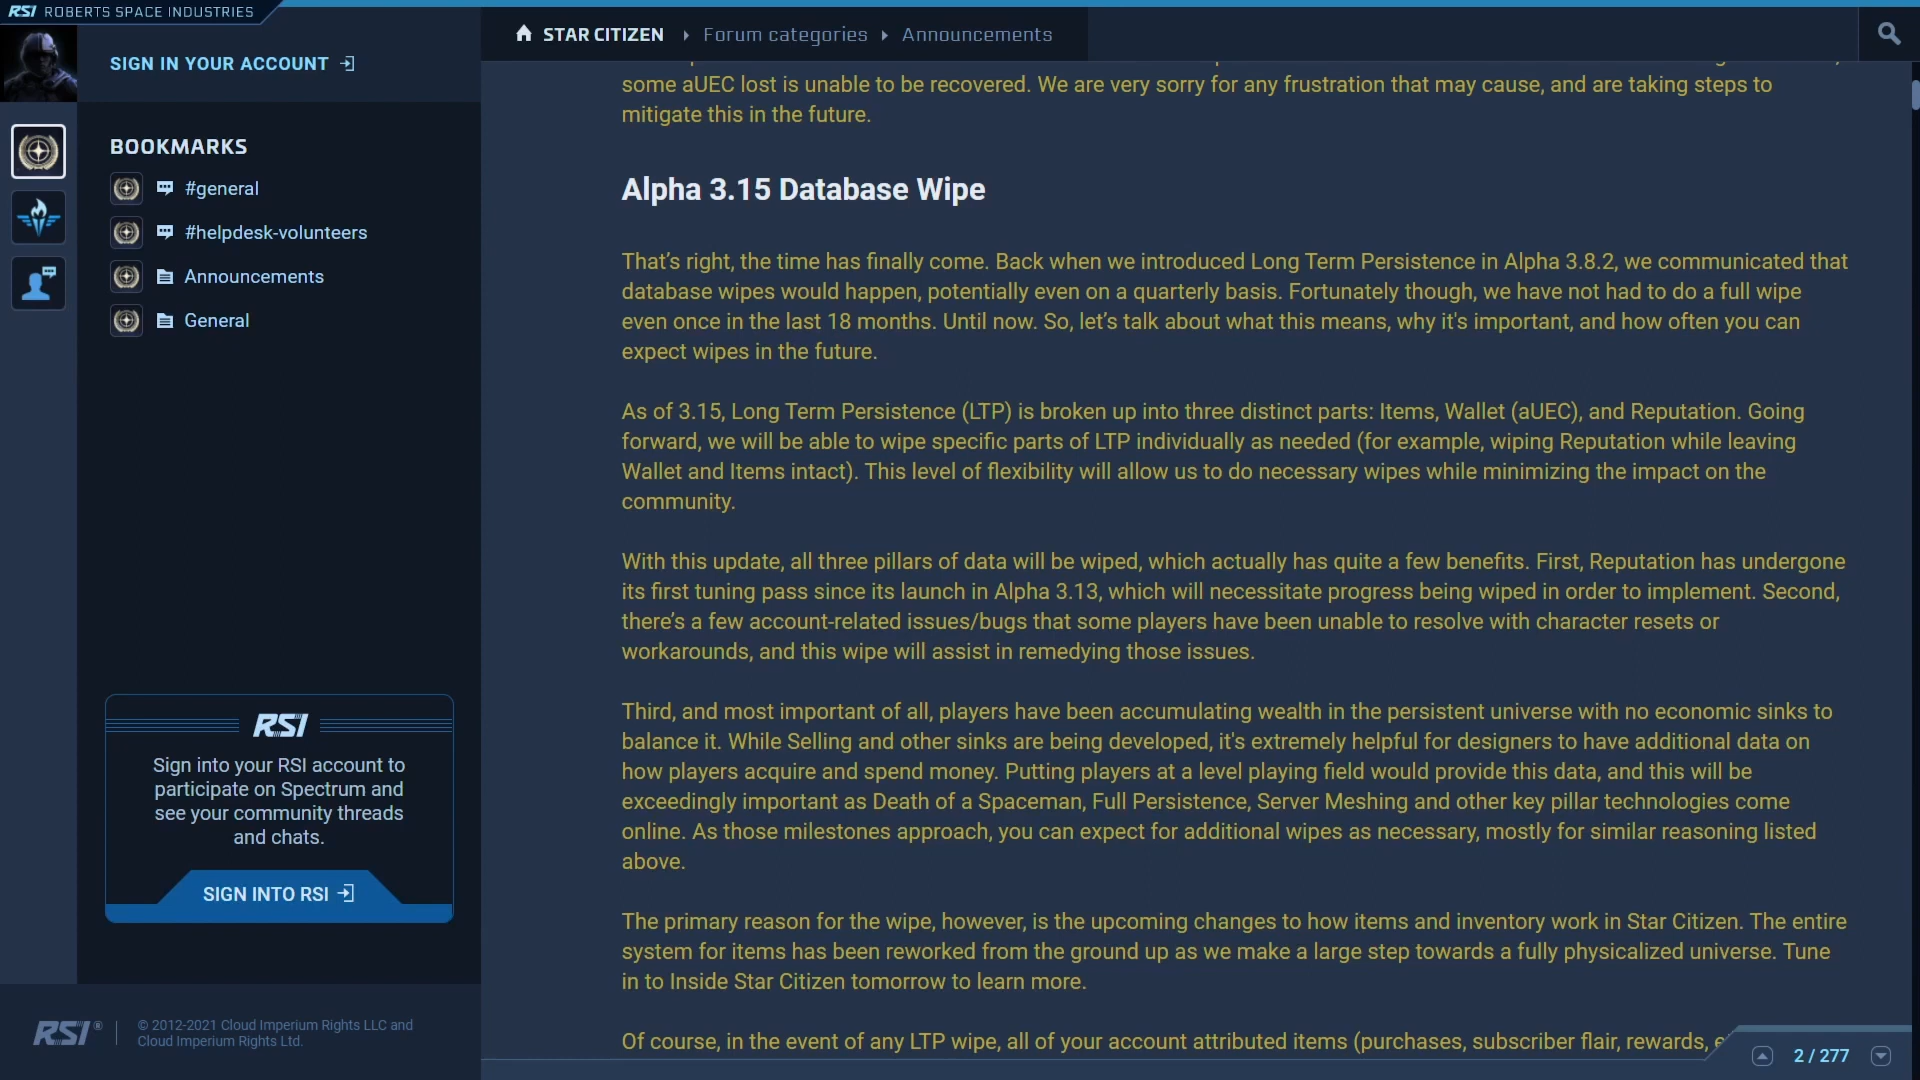 RSI ROBERTS SPACE INDUSTRIES
SIGN IN YOUR ACCOUNT
STAR CITIZEN Forum categories Announcements
BOOKMARKS
#general
#helpdesk-volunteers
Announcements
General
RSI
Sign into your RSI account to
participate on Spectrum and
see your community threads
and chats.
SIGN INTO RSI
RSI ® © 2012-2021 Cloud Imperium Rights LLC and
Cloud Imperium Rights Ltd.
some aUEC lost is unable to be recovered. We are very sorry for any frustration that may cause, and are taking steps to
mitigate this in the future.
Alpha 3.15 Database Wipe
That’s right, the time has finally come. Back when we introduced Long Term Persistence in Alpha 3.8.2, we communicated that
database wipes would happen, potentially even on a quarterly basis. Fortunately though, we have not had to do a full wipe
even once in the last 18 months. Until now. So, let’s talk about what this means, why it's important, and how often you can
expect wipes in the future.
As of 3.15, Long Term Persistence (LTP) is broken up into three distinct parts: Items, Wallet (aUEC), and Reputation. Going
forward, we will be able to wipe specific parts of LTP individually as needed (for example, wiping Reputation while leaving
Wallet and Items intact). This level of flexibility will allow us to do necessary wipes while minimizing the impact on the
community.
With this update, all three pillars of data will be wiped, which actually has quite a few benefits. First, Reputation has undergone
its first tuning pass since its launch in Alpha 3.13, which will necessitate progress being wiped in order to implement. Second,
there’s a few account-related issues/bugs that some players have been unable to resolve with character resets or
workarounds, and this wipe will assist in remedying those issues.
Third, and most important of all, players have been accumulating wealth in the persistent universe with no economic sinks to
balance it. While Selling and other sinks are being developed, it's extremely helpful for designers to have additional data on
how players acquire and spend money. Putting players at a level playing field would provide this data, and this will be
exceedingly important as Death of a Spaceman, Full Persistence, Server Meshing and other key pillar technologies come
online. As those milestones approach, you can expect for additional wipes as necessary, mostly for similar reasoning listed
above.
The primary reason for the wipe, however, is the upcoming changes to how items and inventory work in Star Citizen. The entire
system for items has been reworked from the ground up as we make a large step towards a fully physicalized universe. Tune
in to Inside Star Citizen tomorrow to learn more.
Of course, in the event of any LTP wipe, all of your account attributed items (purchases, subscriber flair, rewards,
2 / 277